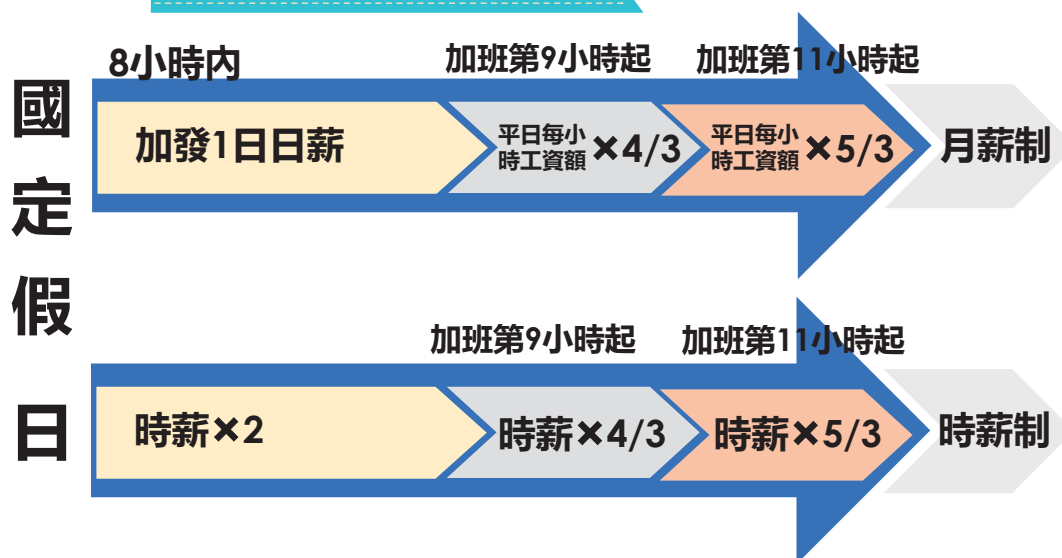 國定假日
8小時內
加班第9小時起
加班第11小時起
加發1日日薪
平日每小
時工資額
×4/3
平日每小
時工資額
×5/3
月薪制
加班第9小時起
加班第11小時起
時薪×2
時薪×4/3
時薪×5/3
時薪制